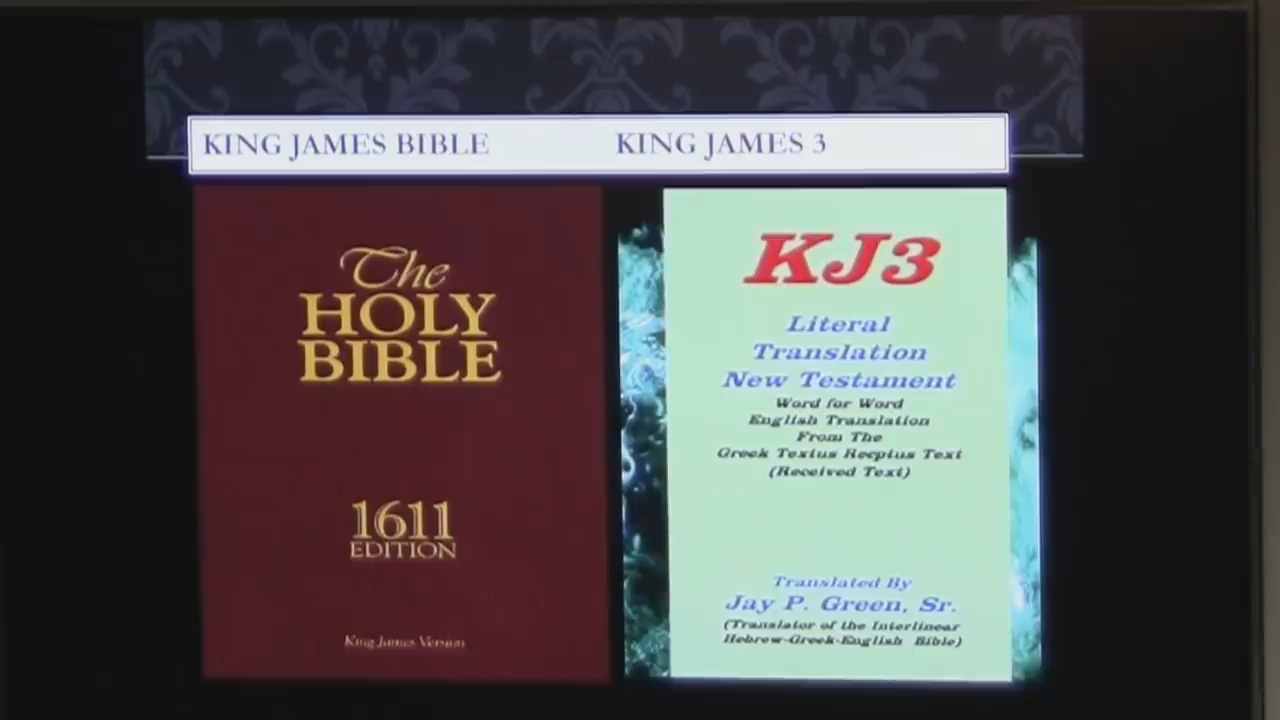 KING JAMES BIBLE KING JAMES 3
The
HOLY
BIBLE
1611
EDITION
King James Version
KJ3
Literal
Translation
New Testament
Word for Word
English Translation
From The
Greek Textus Recptus Text
(Received Text)
Translated By
Jay P. Green, Sr.
(Translator of the Interlinear
Hebrew-Greek-English Bible)